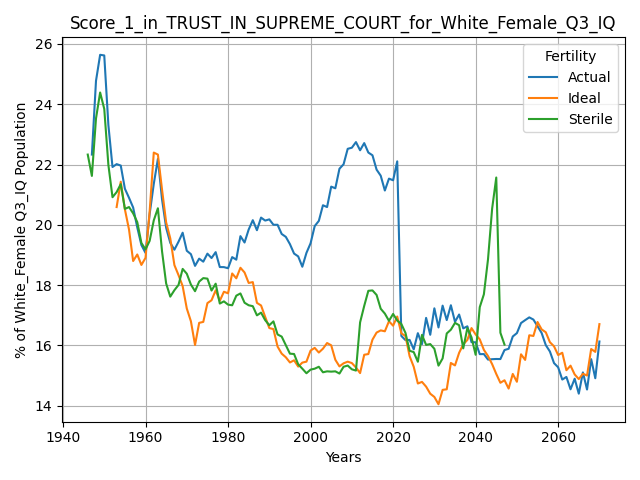 Score_1_in_TRUST_IN_SUPREME_COURT_for_White_Female_Q3_IQ
% of White_Female Q3_IQ Population
26
24
22
20
18
16
14
Fertility
Actual
Ideal
Sterile
1940
1960
1980
2000
2020
2040
2060
Years